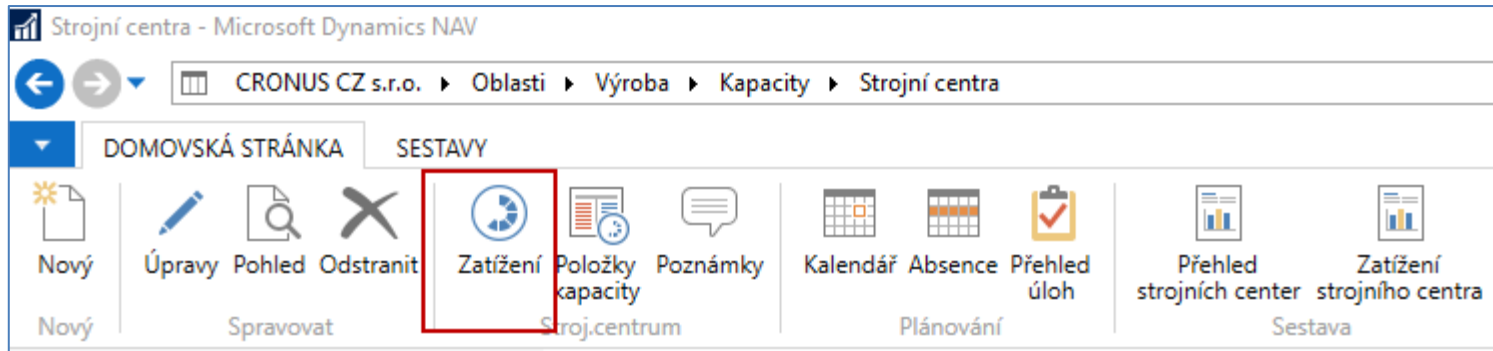 Strojní centra - Microsoft Dynamics NAV
CRONUS CZ s.r.o. ▸ Oblasti ▸ Výroba ▸ Kapacity ▸ Strojní centra
DOMOVSKÁ STRÁNKA SESTAVY
Nový Úpravy Pohled Odstranit Zatížení Položky kapacity Poznámky Kalendář Absence Přehled úloh Přehled strojních center Zatížení strojního centra
Nový Spravovat Stroj.centrum Plánování Sestava